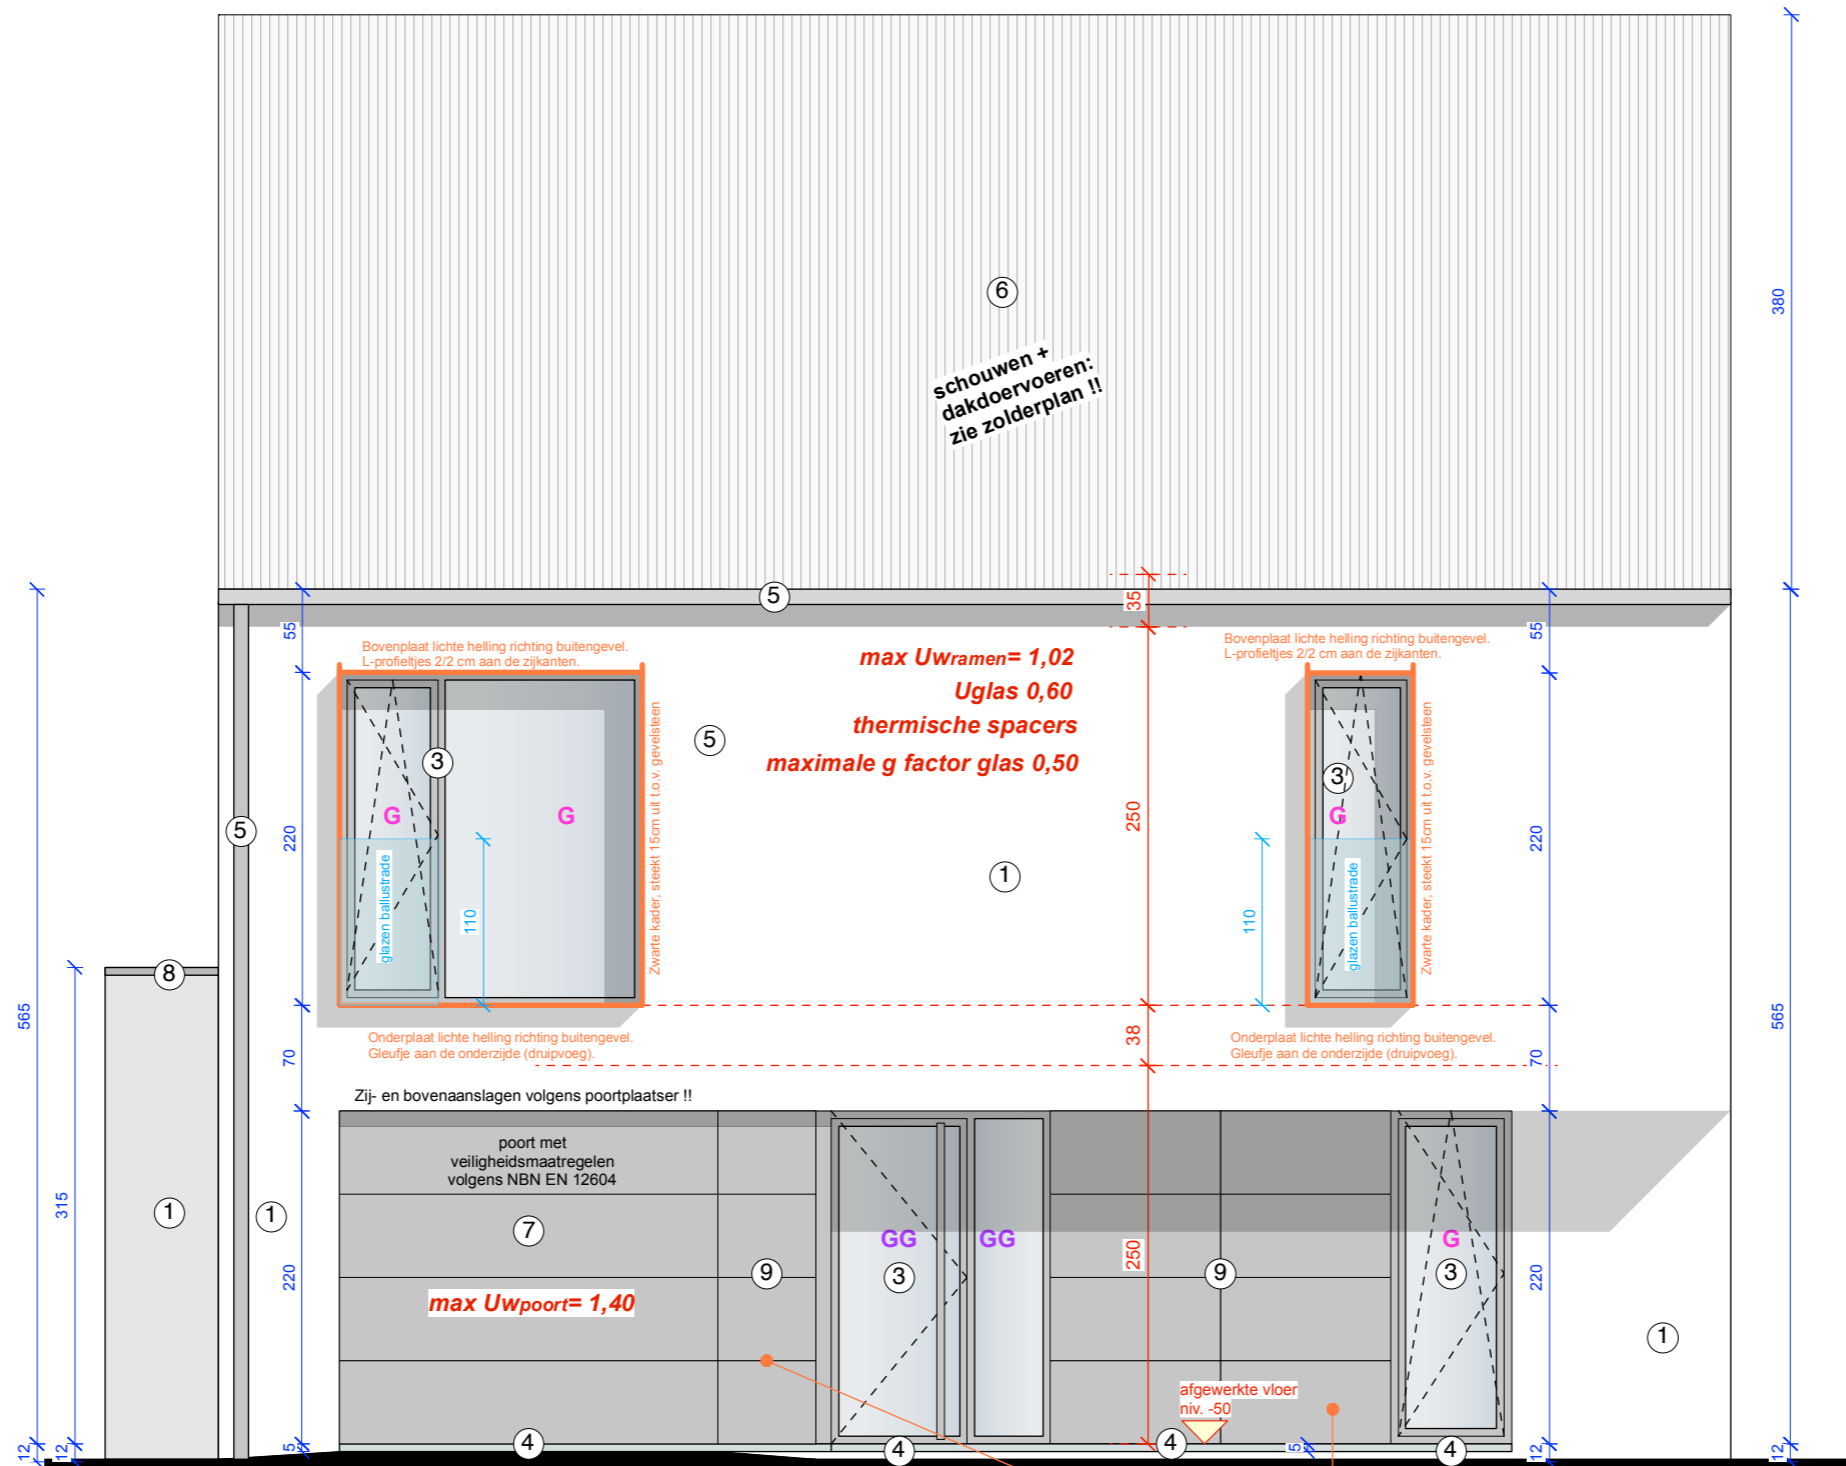 6
schouwen +
dakdoervoeren:
zie zolderplan !!
380
5
35
55
55
Bovenplaat lichte helling richting buitengevel.
L-profieltjes 2/2 cm aan de zijkanten.
Bovenplaat lichte helling richting buitengevel.
L-profieltjes 2/2 cm aan de zijkanten.
max Uwramen= 1,02
Uglas 0,60
thermische spacers
maximale g factor glas 0,50
5
3
3
G
G
G
5
220
250
220
Zwarte kader, steekt 15cm uit t.o.v. gevelsteen
Zwarte kader, steekt 15cm uit t.o.v. gevelsteen
glazen ballustrade
110
1
110
glazen ballustrade
8
565
565
Onderplaat lichte helling richting buitengevel.
Gleufje aan de onderzijde (druipvoeg).
Onderplaat lichte helling richting buitengevel.
Gleufje aan de onderzijde (druipvoeg).
70
38
70
Zij- en bovenaanslagen volgens poortplaatser !!
poort met
veiligheidsmaatregelen
volgens NBN EN 12604
315
1
1
7
GG
GG
G
220
9
3
250
9
3
220
max Uwpoort= 1,40
1
afgewerkte vloer
niv. -50
12
12
5
4
4
4
5
4
12
12